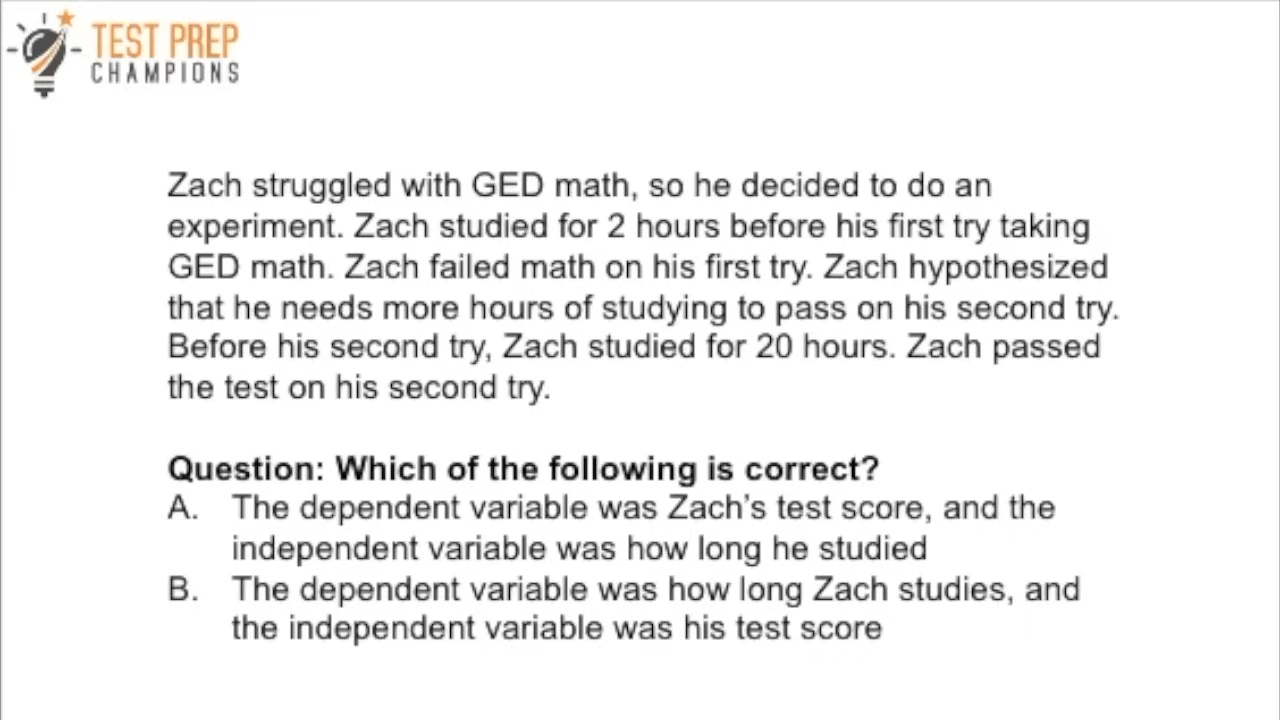 TEST PREP
CHAMPIONS
Zach struggled with GED math, so he decided to do an
experiment. Zach studied for 2 hours before his first try taking
GED math. Zach failed math on his first try. Zach hypothesized
that he needs more hours of studying to pass on his second try.
Before his second try, Zach studied for 20 hours. Zach passed
the test on his second try.
Question: Which of the following is correct?
A. The dependent variable was Zach’s test score, and the
independent variable was how long he studied
B. The dependent variable was how long Zach studies, and
the independent variable was his test score